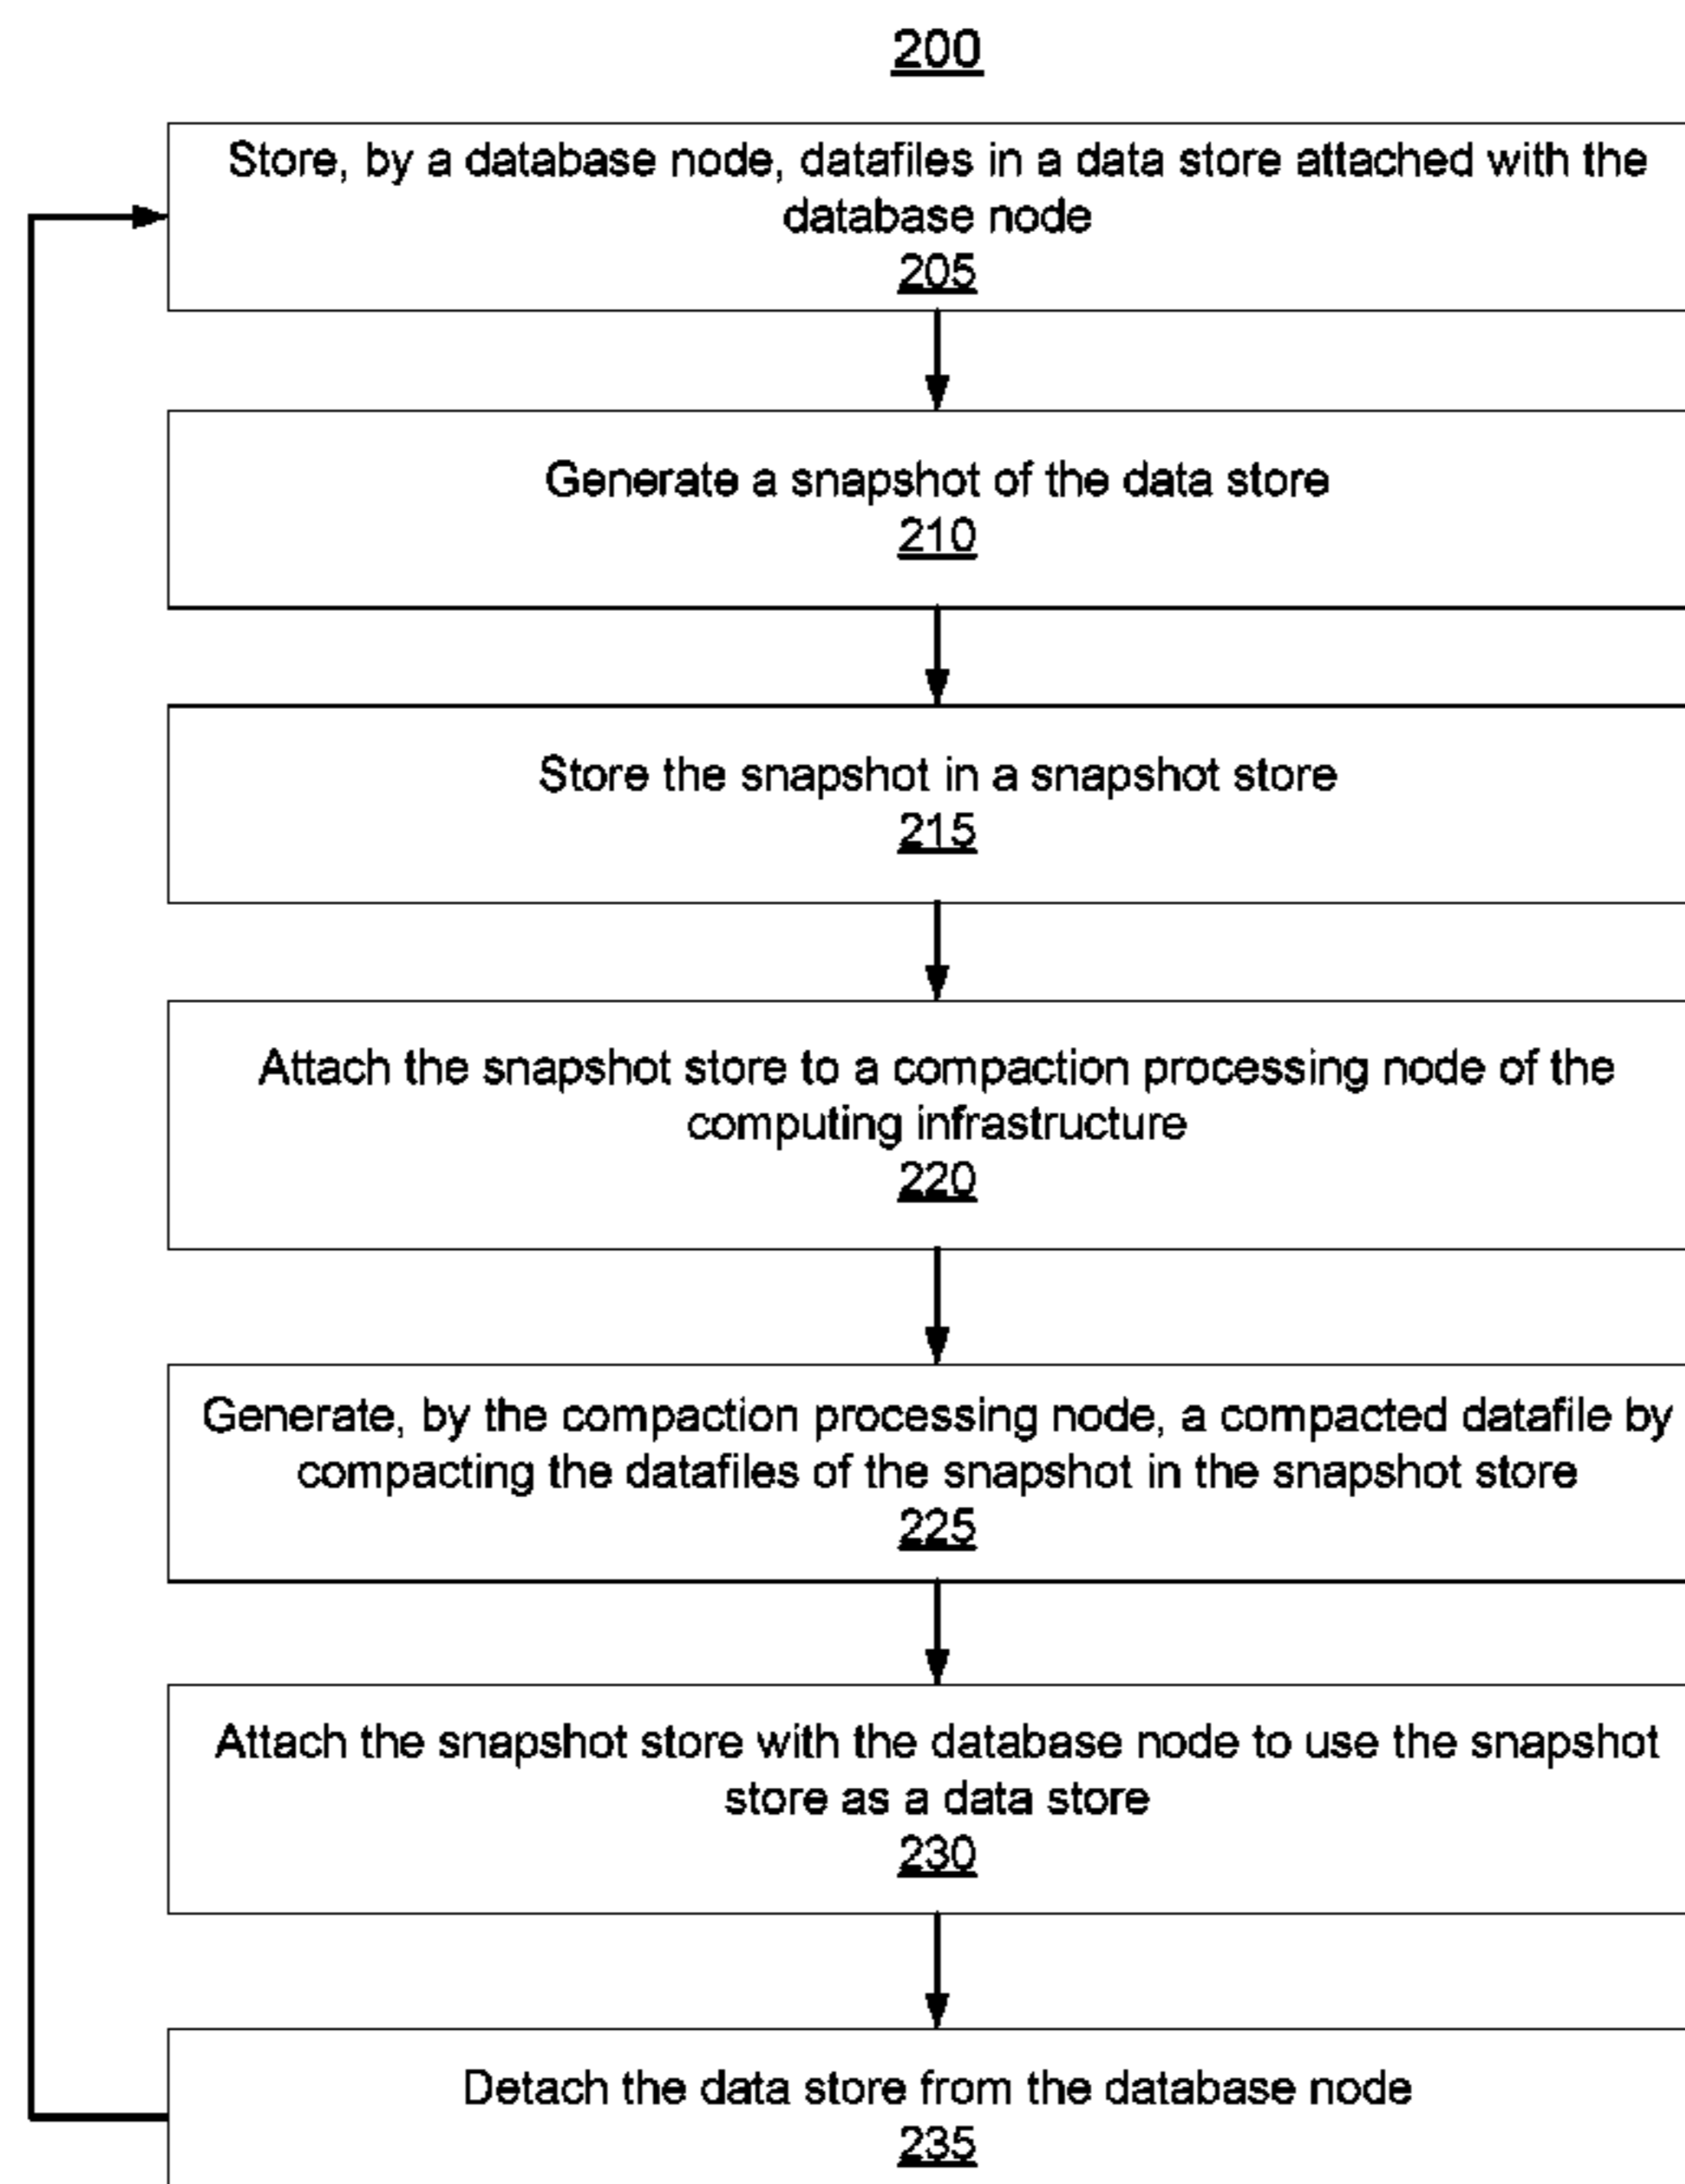 200
Store, by a database node, datafiles in a data store attached with the
database node
205
Generate a snapshot of the data store
210
Store the snapshot in a snapshot store
215
Attach the snapshot store to a compaction processing node of the
computing infrastructure
220
Generate, by the compaction processing node, a compacted datafile by
compacting the datafiles of the snapshot in the snapshot store
225
Attach the snapshot store with the database node to use the snapshot
store as a data store
230
Detach the data store from the database node
235